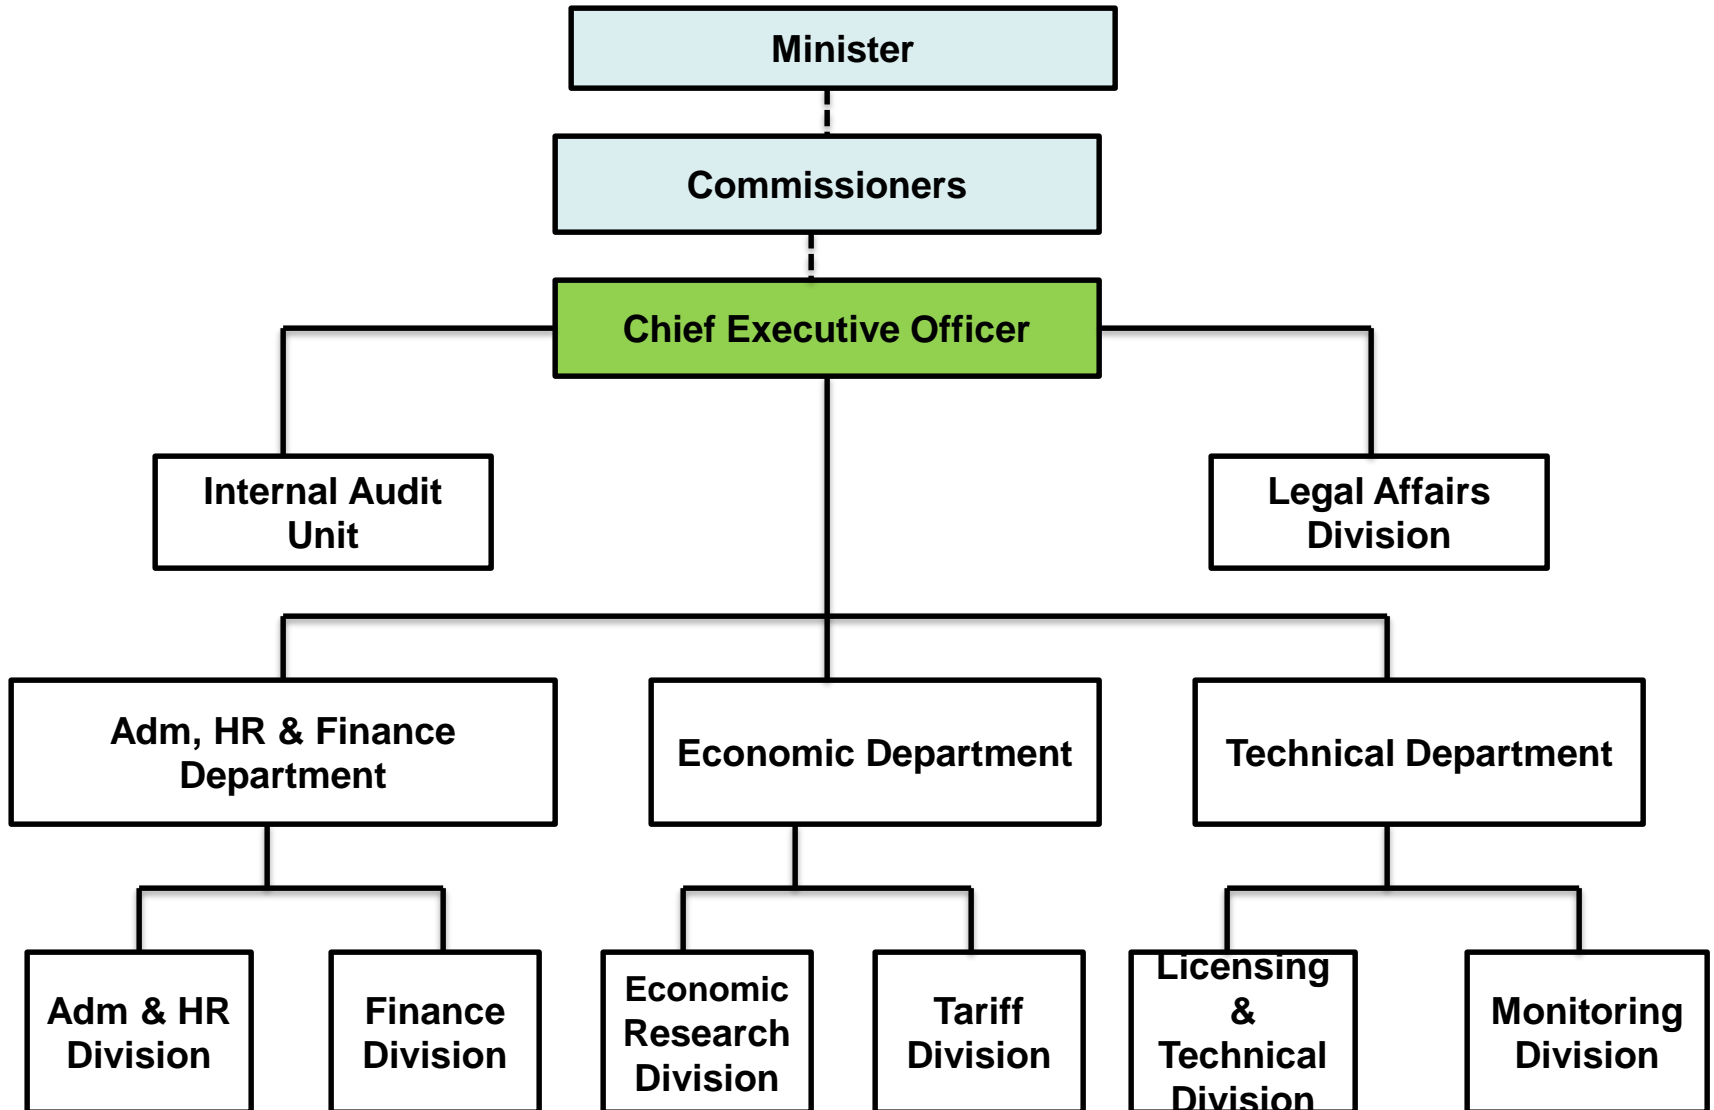 Minister
Commissioners
Chief Executive Officer
Internal Audit
Unit
Legal Affairs
Division
Adm, HR & Finance
Department
Economic Department
Technical Department
Adm & HR
Division
Finance
Division
Economic
Research
Division
Tariff
Division
Licensing
&
Technical
Division
Monitoring
Division